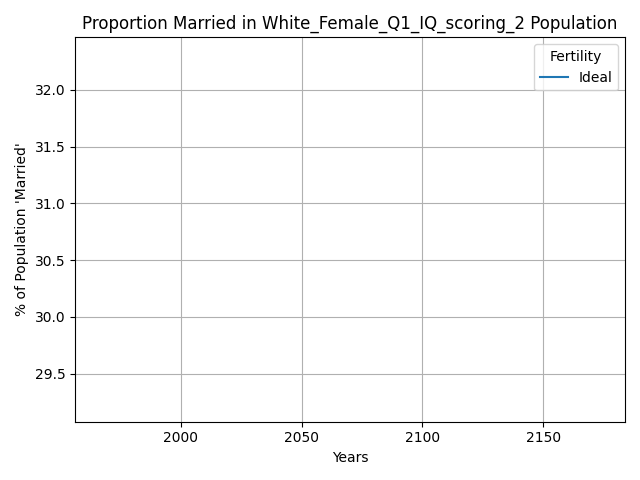 Proportion Married in White_Female_Q1_IQ_scoring_2 Population
Fertility
Ideal
% of Population 'Married'
32.0
31.5
31.0
30.5
30.0
29.5
2000 2050 2100 2150
Years